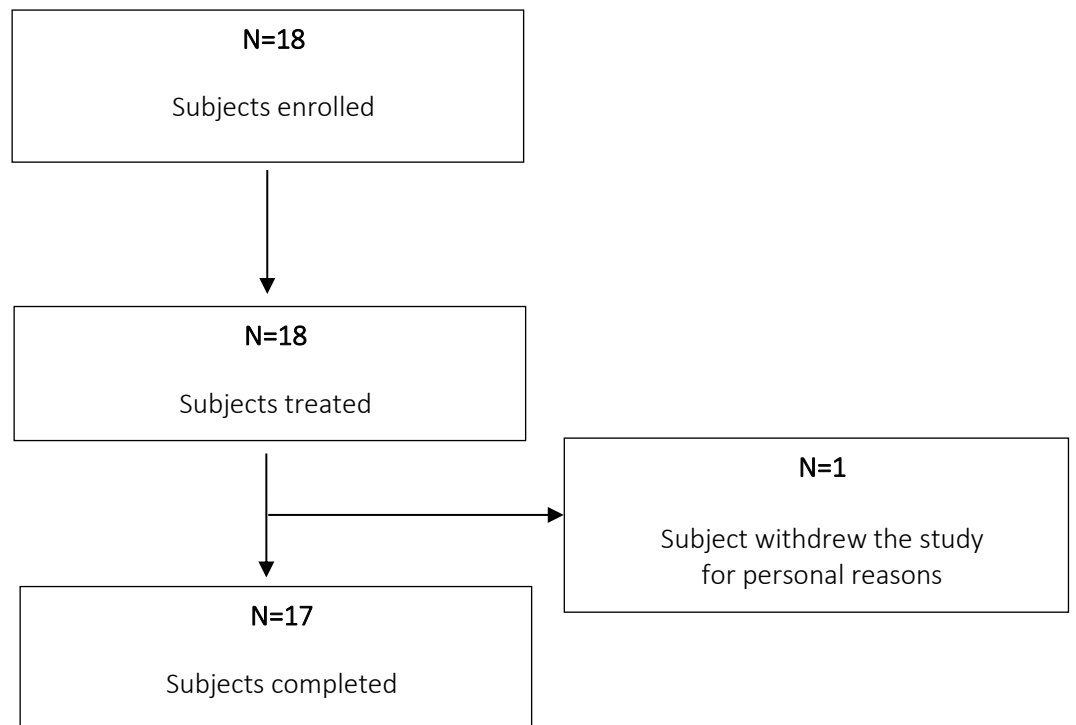 N=18
Subjects enrolled
N=18
Subjects treated
N=1
Subject withdrew the study
for personal reasons
N=17
Subjects completed